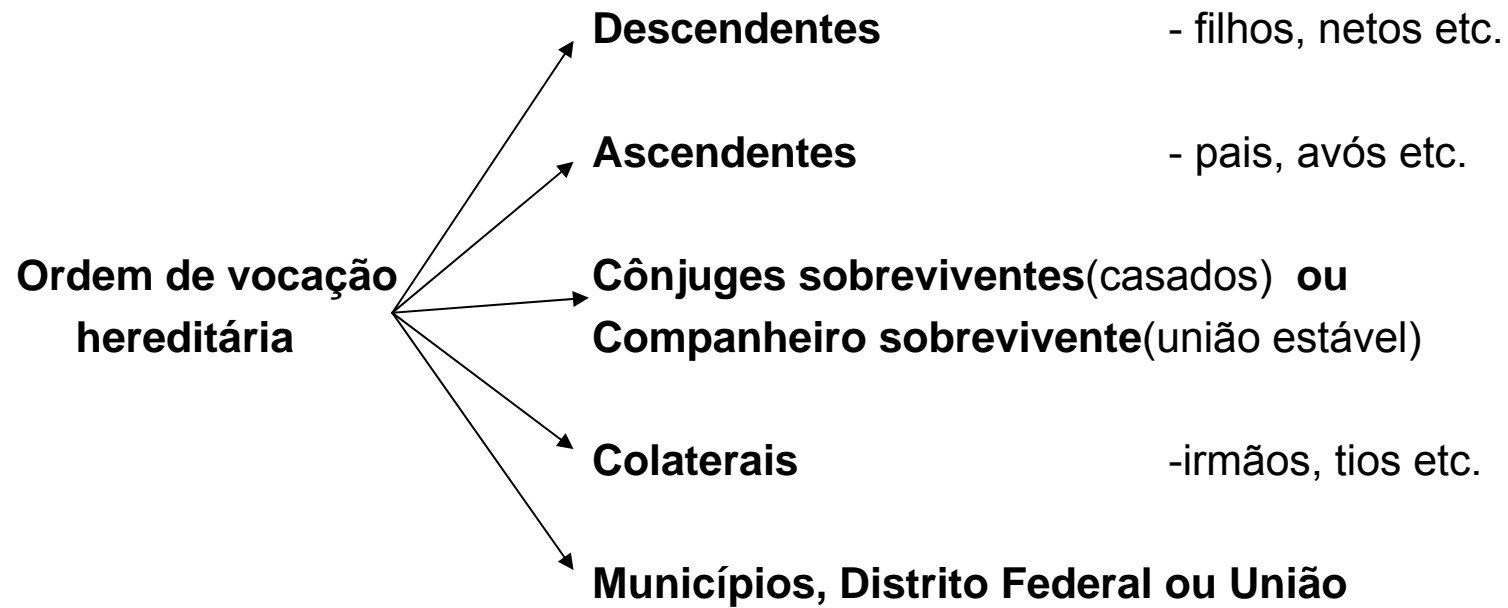 Descendentes - filhos, netos etc.
Ascendentes - pais, avós etc.
Ordem de vocação
hereditária
Cônjuges sobreviventes(casados) ou
Companheiro sobrevivente(união estável)
Colaterais -irmãos, tios etc.
Municípios, Distrito Federal ou União